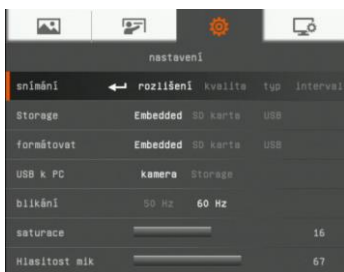 nastavení
snímání rozlišení kvalita typ interval
Storage Embedded SD karta USB
formátovat Embedded SD karta USB
USB k PC kamera Storage
blikání 50 Hz 60 Hz
saturace 16
Hlasitost mik 67